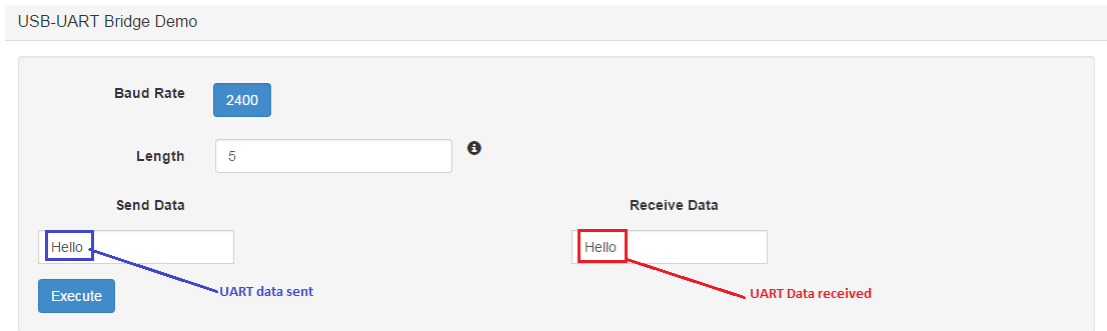 USB-UART Bridge Demo
Baud Rate
2400
Length
5
Send Data
Receive Data
Hello
Hello
Execute
UART data sent
UART Data received